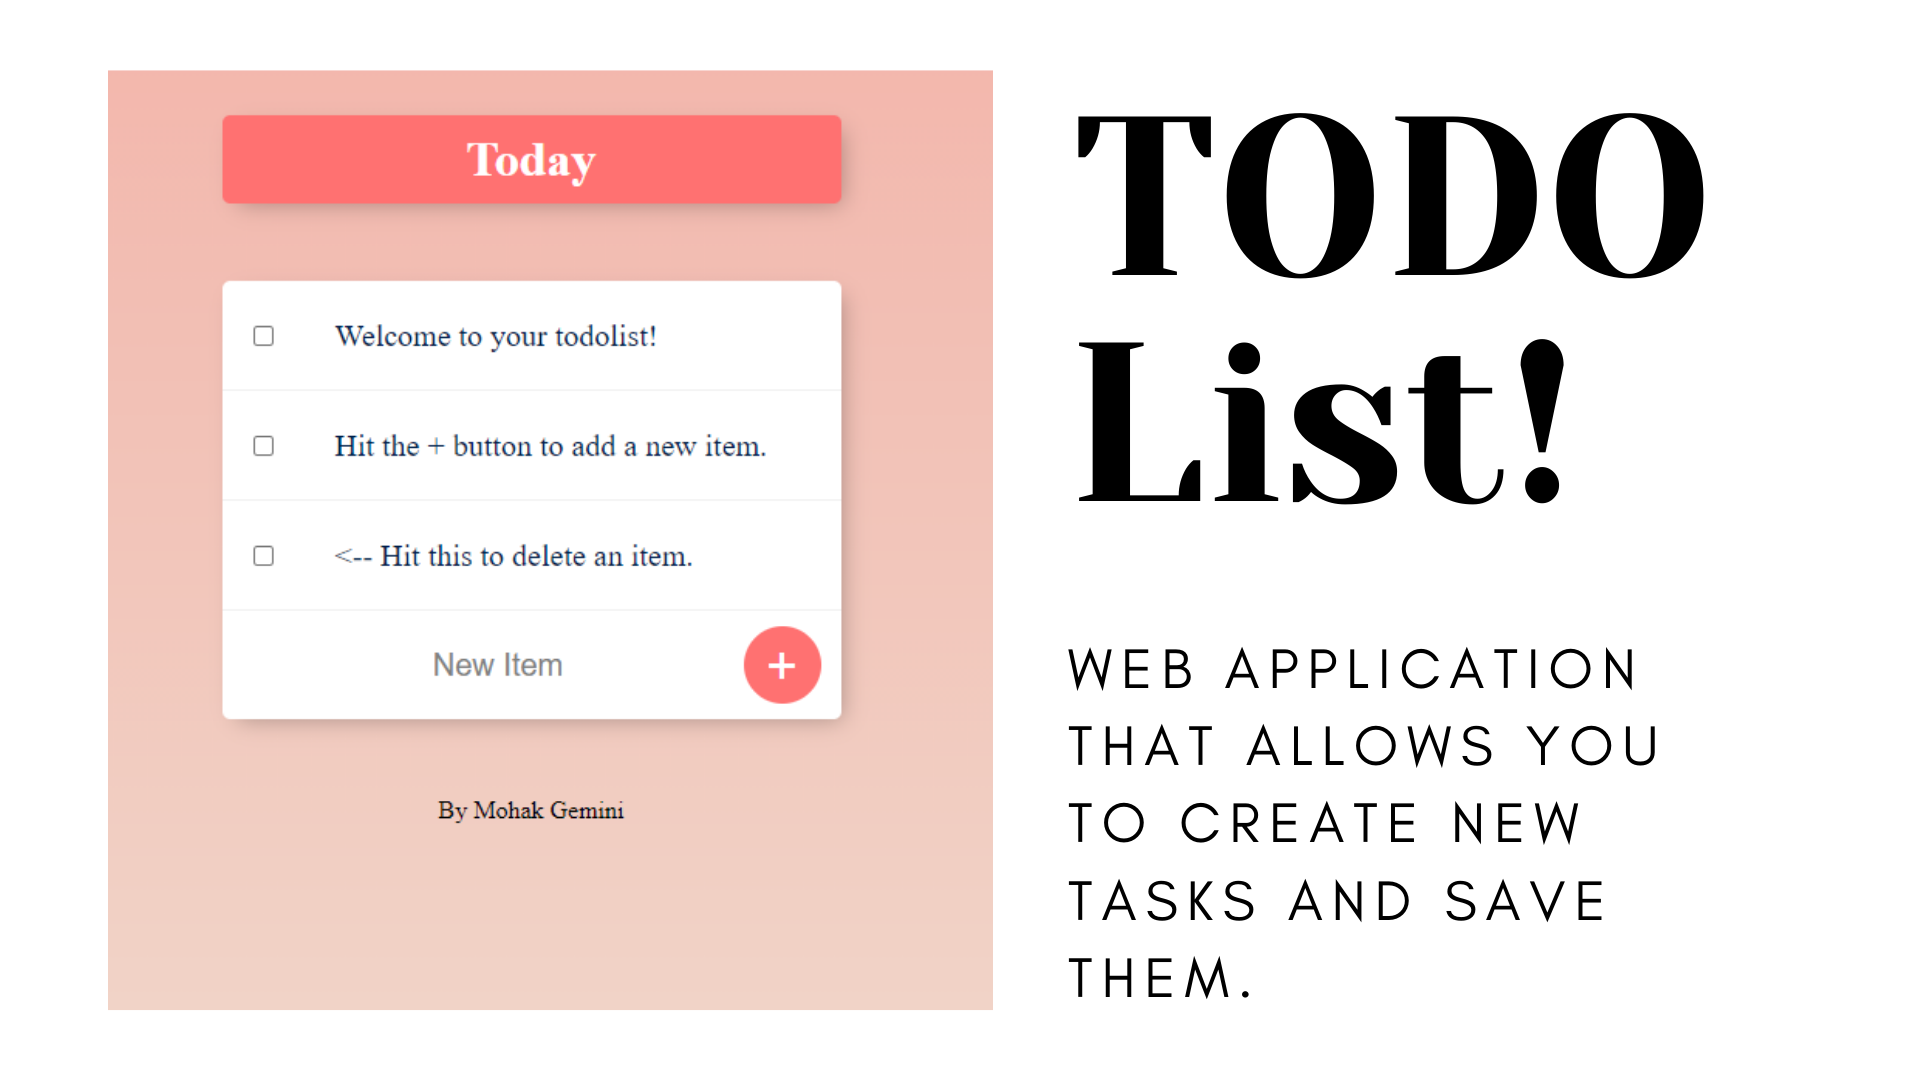 Today
Welcome to your todolist!
Hit the + button to add a new item.
<-- Hit this to delete an item.
New Item +
By Mohak Gemini
TODO
List!
WEB APPLICATION
THAT ALLOWS YOU
TO CREATE NEW
TASKS AND SAVE
THEM.